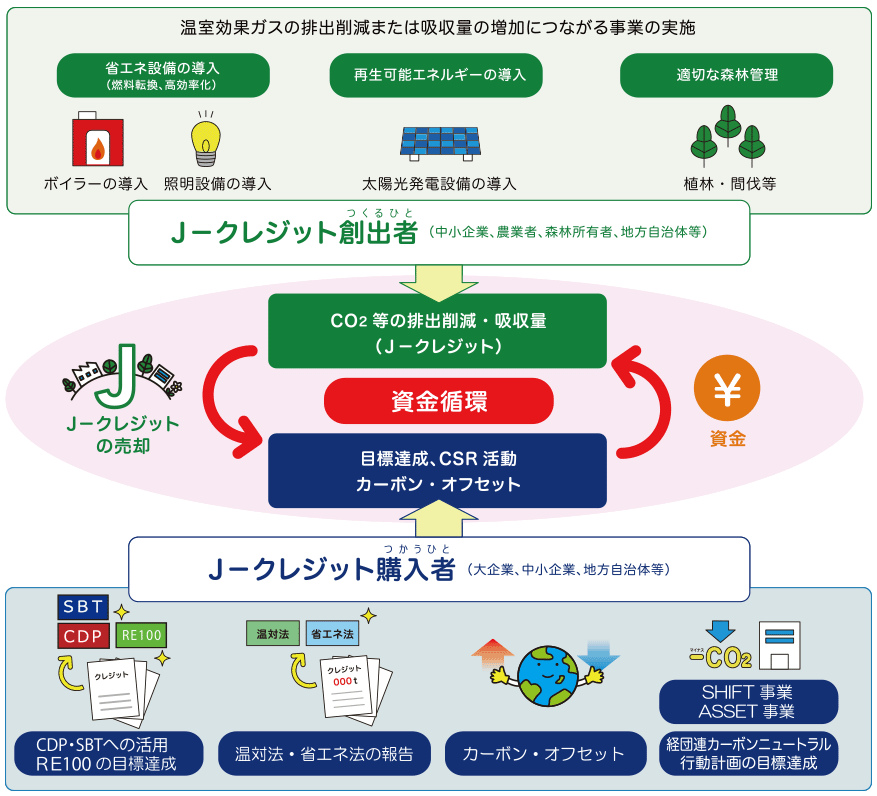 温室効果ガスの排出削減または吸収量の増加につながる事業の実施
省エネ設備の導入
(燃料転換、高効率化)
再生可能エネルギーの導入
適切な森林管理
ボイラーの導入
照明設備の導入
太陽光発電設備の導入
植林・間伐等
つくるひと
Jークレジット創出者(中小企業、農業者、森林所有者、地方自治体等)
CO2 等の排出削減・吸収量
(Jークレジット)
J
Jークレジット
の売却
資金循環
¥
資金
目標達成、CSR 活動
カーボン・オフセット
つかうひと
Jークレジット購入者(大企業、中小企業、地方自治体等)
SBT
CDP
RE100
クレジット
CDP・SBTへの活用
RE100 の目標達成
温対法
省エネ法
クレジット
000t
温対法・省エネ法の報告
カーボン・オフセット
マイナス
-CO2
SHIFT 事業
ASSET 事業
経団連カーボンニュートラル
行動計画の目標達成